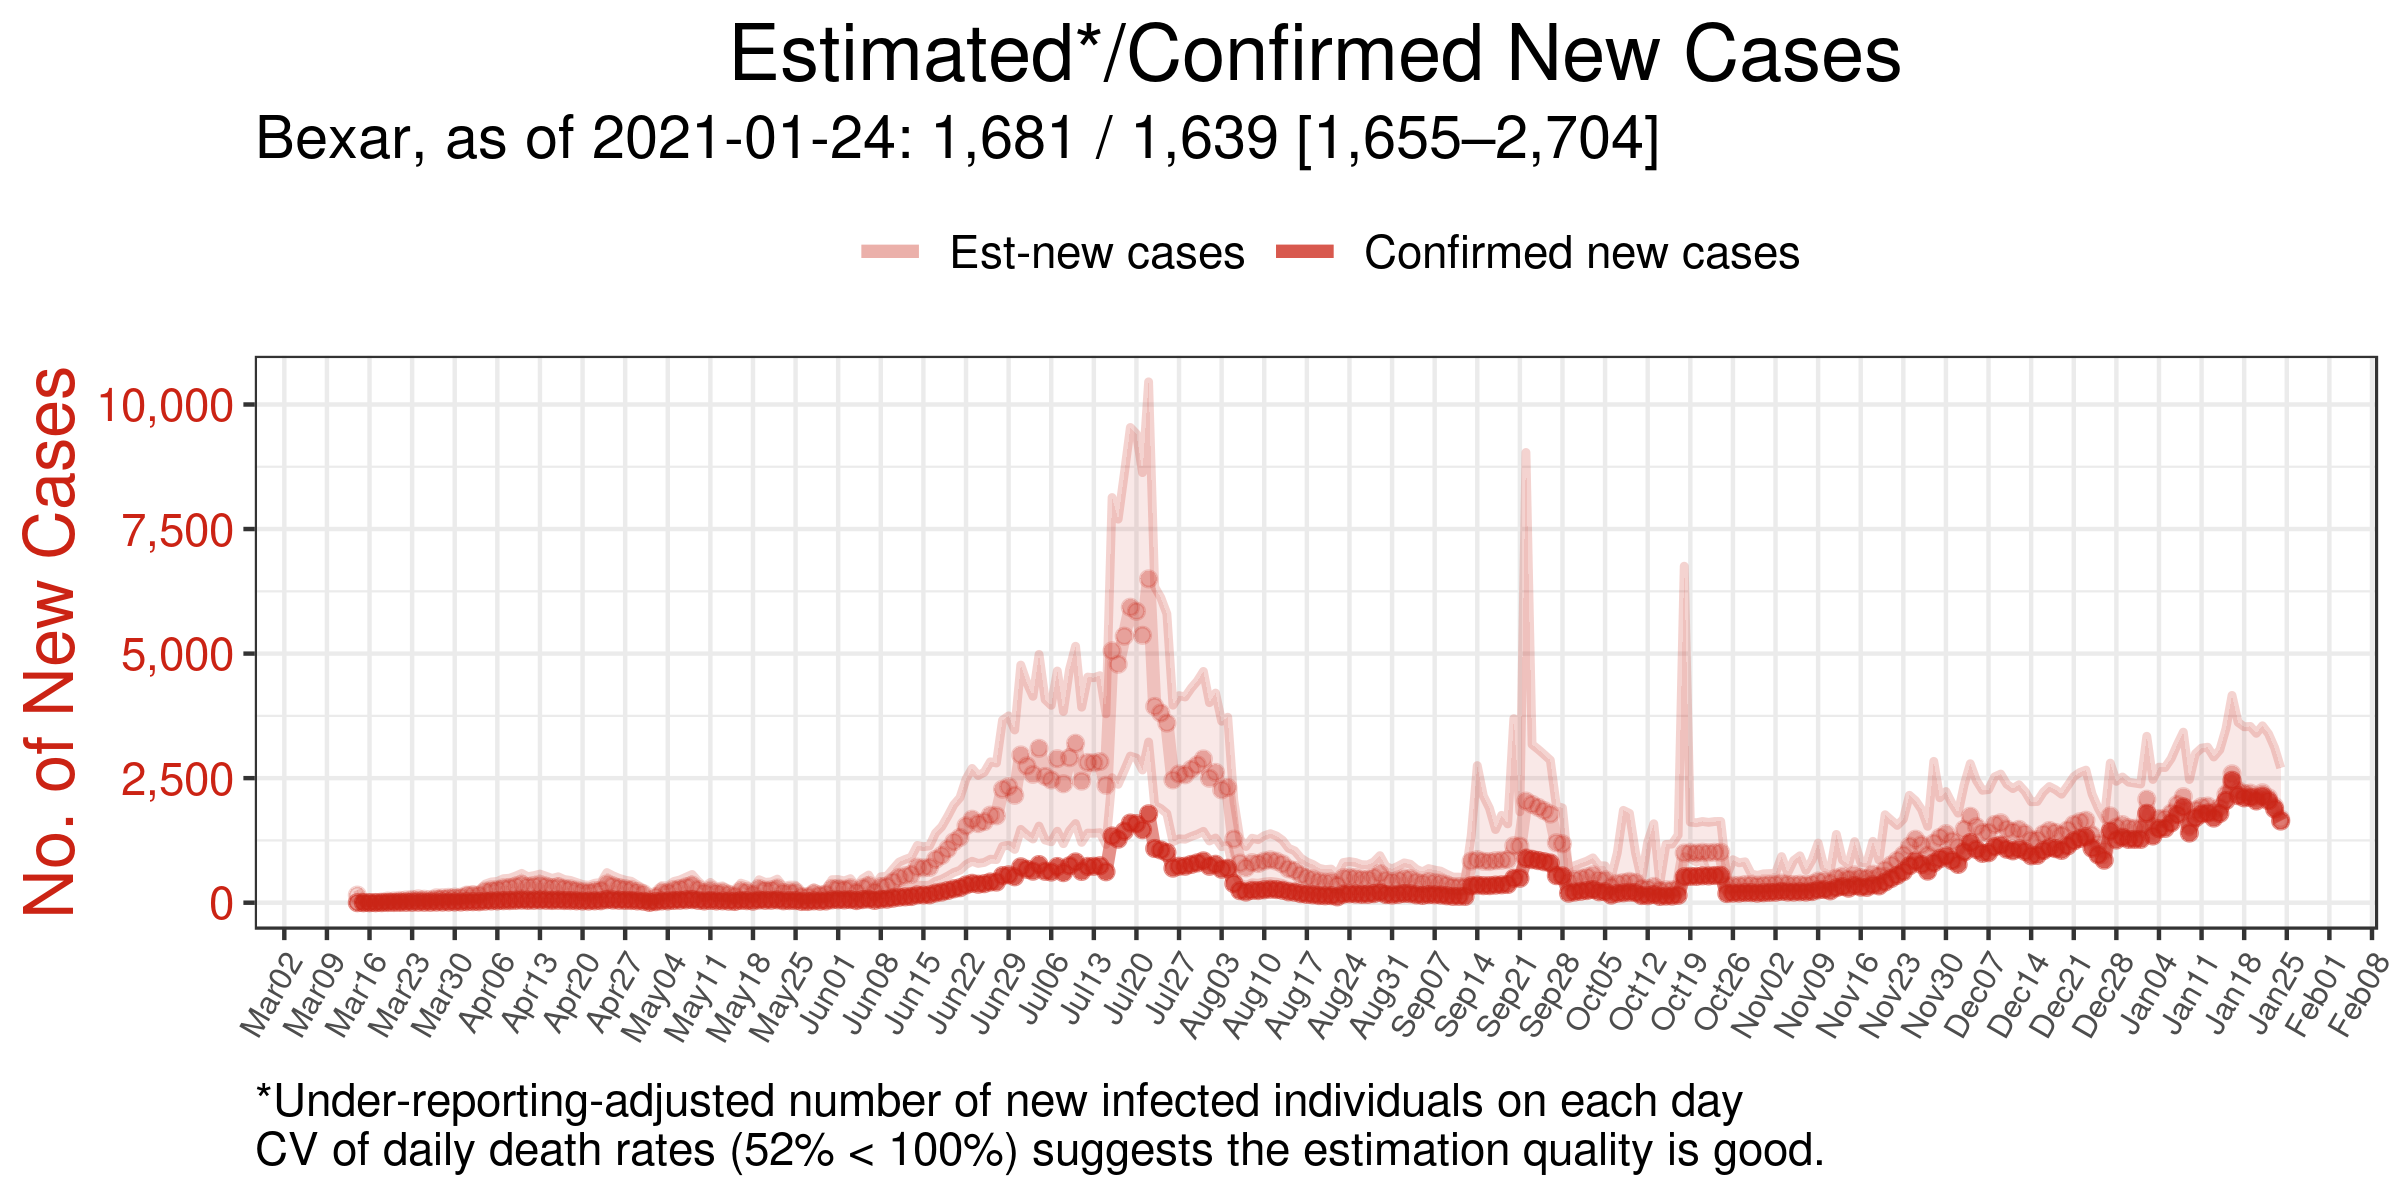 Estimated*/Confirmed New Cases
Bexar, as of 2021-01-24: 1,681 / 1,639 [1,655–2,704]
Est-new cases Confirmed new cases
No. of New Cases
10,000
7,500
5,000
2,500
0
Mar02 Mar09 Mar16 Mar23 Mar30 Apr06 Apr13 Apr20 Apr27 May04 May11 May18 May25 Jun01 Jun08 Jun15 Jun22 Jun29 Jul06 Jul13 Jul20 Jul27 Aug03 Aug10 Aug17 Aug24 Aug31 Sep07 Sep14 Sep21 Sep28 Oct05 Oct12 Oct19 Oct26 Nov02 Nov09 Nov16 Nov23 Nov30 Dec07 Dec14 Dec21 Dec28 Jan04 Jan11 Jan18 Jan25 Feb01 Feb08
*Under-reporting-adjusted number of new infected individuals on each day
CV of daily death rates (52% < 100%) suggests the estimation quality is good.